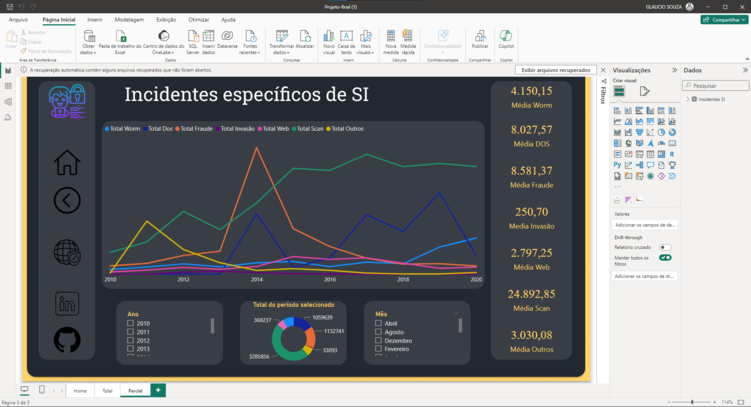 Projeto-final (1)
GLAUCIO SOUZA
Arquivo Página Inicial Inserir Modelagem Exibição Otimizar Ajuda
Compartilhar
Colar
Recortar
Copiar
Pincel de formatação
Obter dados
Pasta de trabalho do Excel
Centro de dados do OneLake
SQL Server
Inserir dados
Dataverse
Fontes recentes
Transformar dados
Atualizar
Novo visual
Caixa de texto
Mais visuais
Nova medida
Medida rápida
Confidencialidade
Publicar
Copilot
Área de Transferência
Dados
Consultas
Inserir
Cálculos
Confidencialidade
Compartilhar
Copilot
A recuperação automática contém alguns arquivos recuperados que não foram abertos.
Exibir arquivos recuperados
Incidentes específicos de SI
Total Worm Total Dos Total Fraude Total Invasão Total Web Total Scan Total Outros
2010 2012 2014 2016 2018 2020
4.150,15
Média Worm
8.027,57
Média DOS
8.581,37
Média Fraude
250,70
Media Invasão
2.797,25
Média Web
24.892,85
Média Scan
3.030,08
Média Outros
Ano
2010
2011
2012
2013
Total do período selecionado
369237
1059639
1132741
33093
3285856
Mês
Abril
Agosto
Dezembro
Fevereiro
in
Filtros
Visualizações
Criar visual
Valores
Adicionar os campos de da...
Drill-through
Relatório cruzado
Manter todos os filtros
Adicionar os campos de dr...
Dados
Pesquisar
Incidentes SI
Home Total Parcial
Página 3 de 3
114%